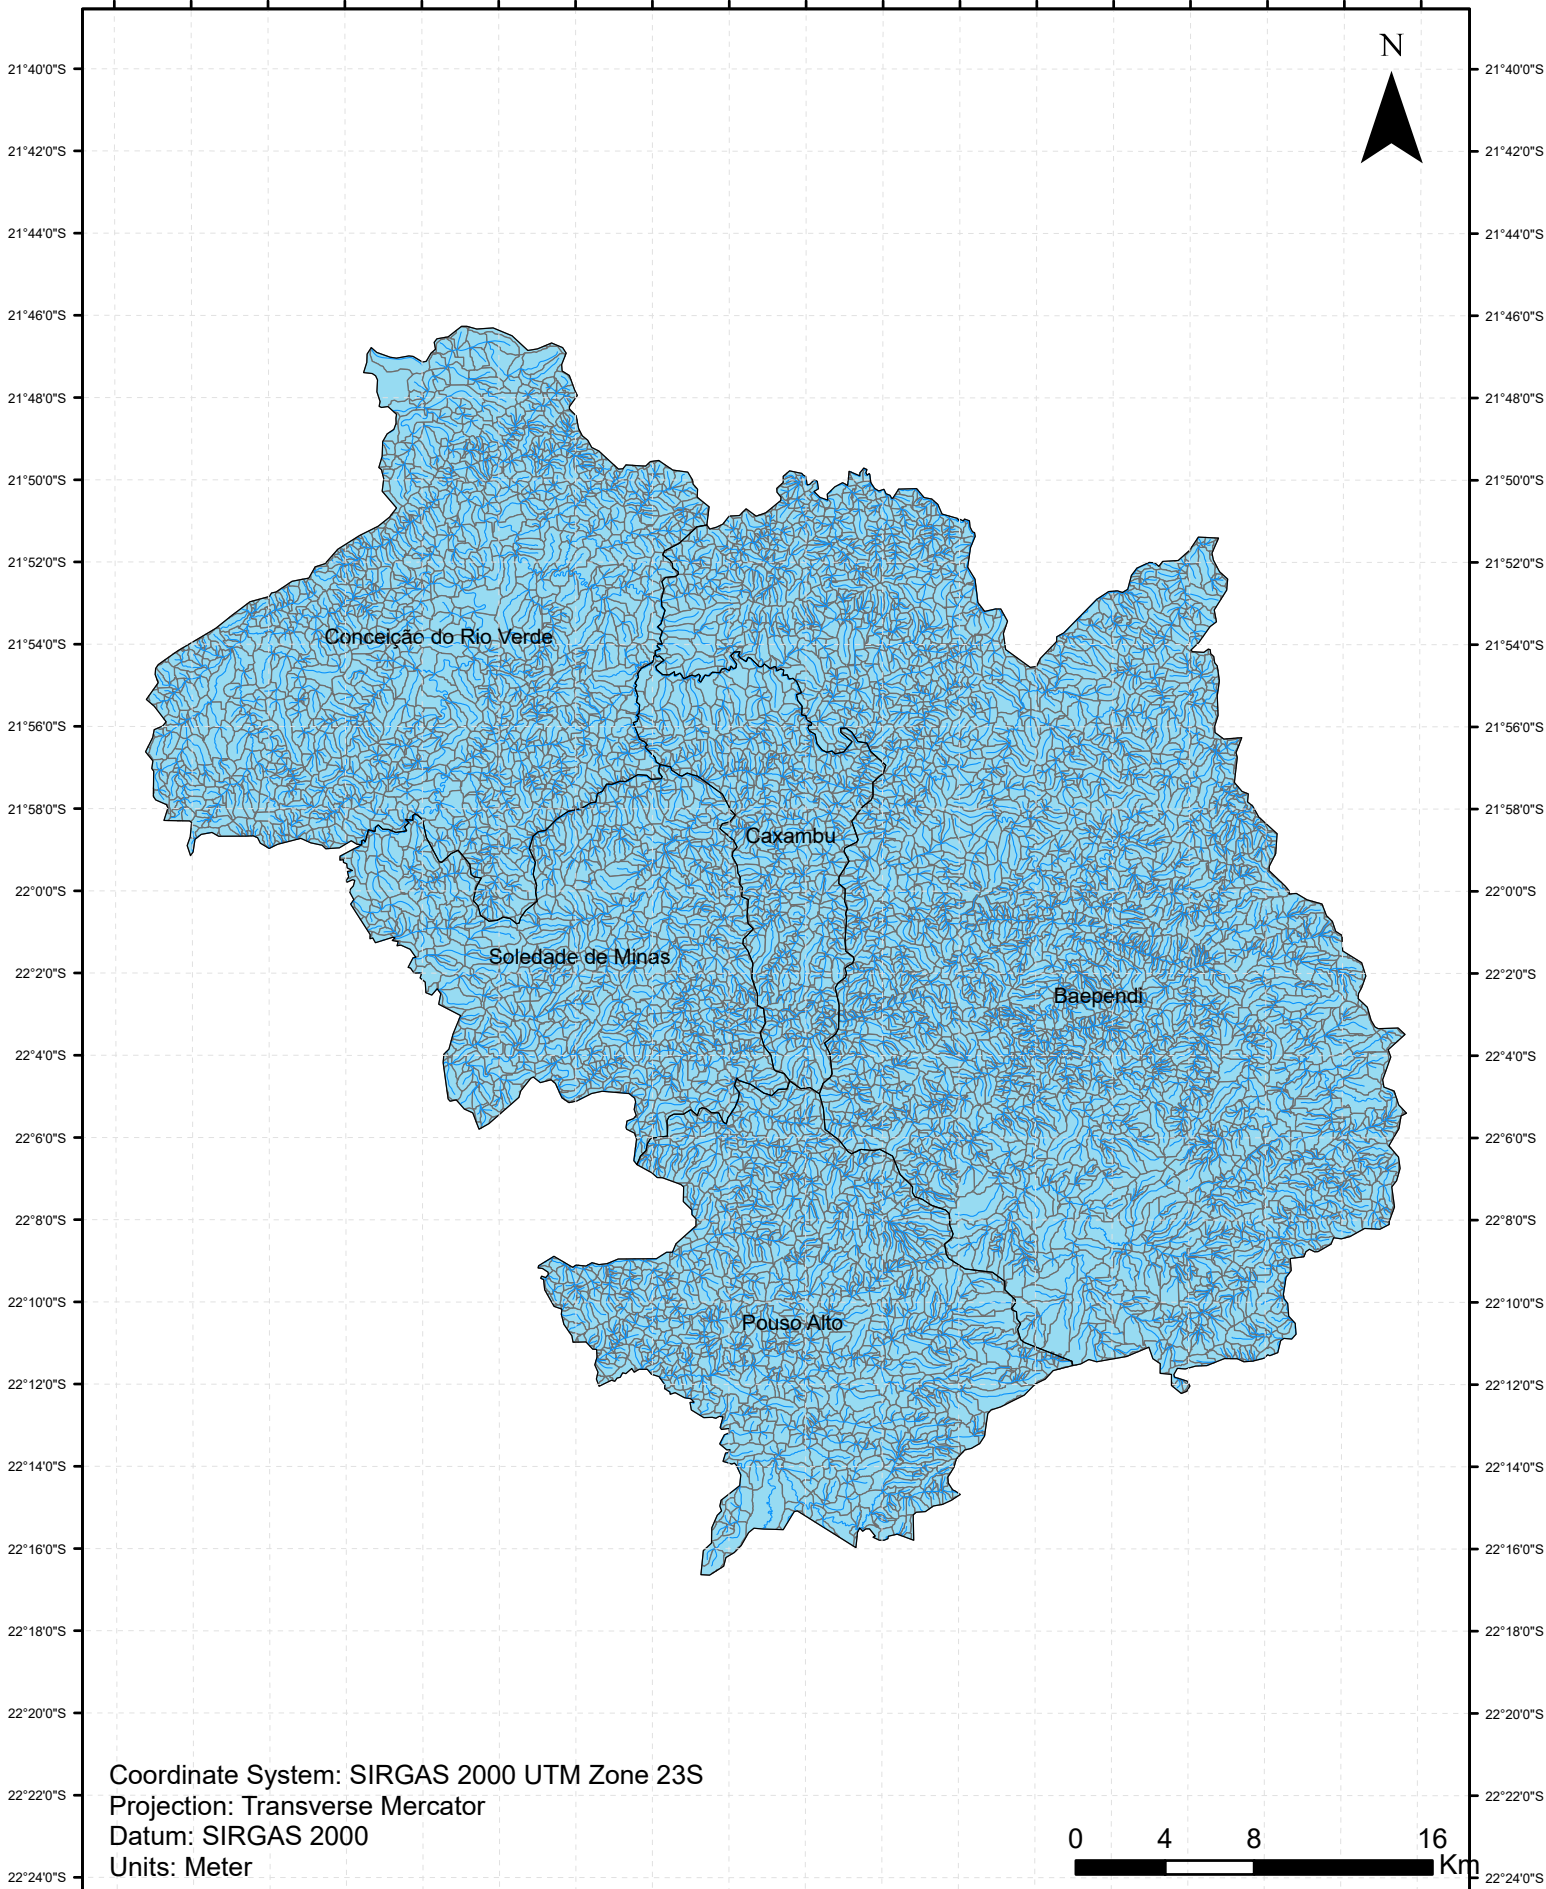 N
21°40'0"S 21°40'0"S
21°42'0"S 21°42'0"S
21°44'0"S 21°44'0"S
21°46'0"S 21°46'0"S
21°48'0"S 21°48'0"S
21°50'0"S 21°50'0"S
21°52'0"S 21°52'0"S
Conceição do Rio Verde
21°54'0"S 21°54'0"S
21°56'0"S 21°56'0"S
21°58'0"S 21°58'0"S
Caxambu
22°0'0"S 22°0'0"S
Soledade de Minas
22°2'0"S 22°2'0"S
Baependi
22°4'0"S 22°4'0"S
22°6'0"S 22°6'0"S
22°8'0"S 22°8'0"S
22°10'0"S 22°10'0"S
Pouso Alto
22°12'0"S 22°12'0"S
22°14'0"S 22°14'0"S
22°16'0"S 22°16'0"S
22°18'0"S 22°18'0"S
22°20'0"S 22°20'0"S
22°22'0"S 22°22'0"S
22°24'0"S 22°24'0"S
Coordinate System: SIRGAS 2000 UTM Zone 23S
Projection: Transverse Mercator
Datum: SIRGAS 2000
Units: Meter
0 4 8 16
Km